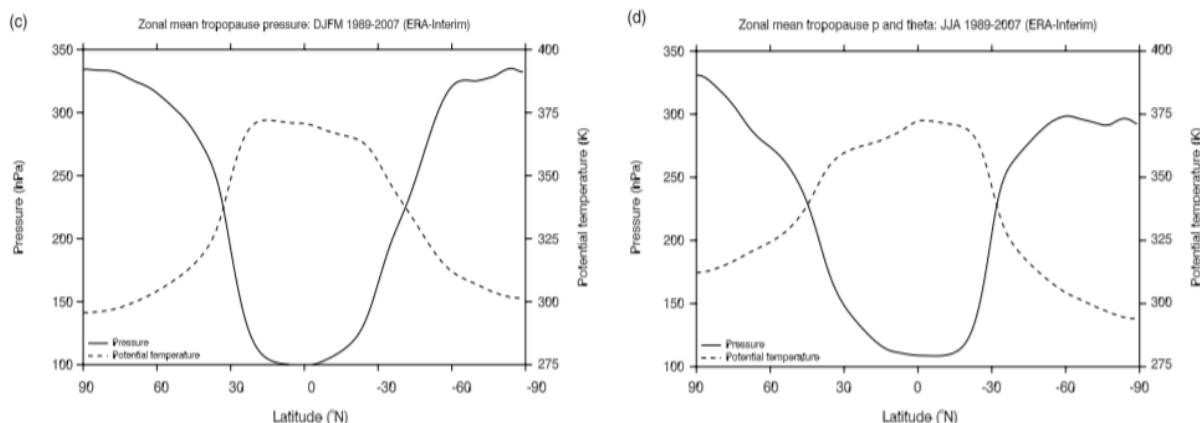 (c)
Zonal mean tropopause pressure: DJFM 1989-2007 (ERA-Interim)
350
300
250
200
150
100
Pressure (hPa)
400
375
350
325
300
275
Potential temperature (K)
Pressure
Potential temperature
90
60
30
0
-30
-60
-90
Latitude (°N)
(d)
Zonal mean tropopause p and theta: JJA 1989-2007 (ERA-Interim)
350
300
250
200
150
100
Pressure (hPa)
400
375
350
325
300
275
Potential temperature (K)
Pressure
Potential temperature
90
60
30
0
-30
-60
-90
Latitude (°N)